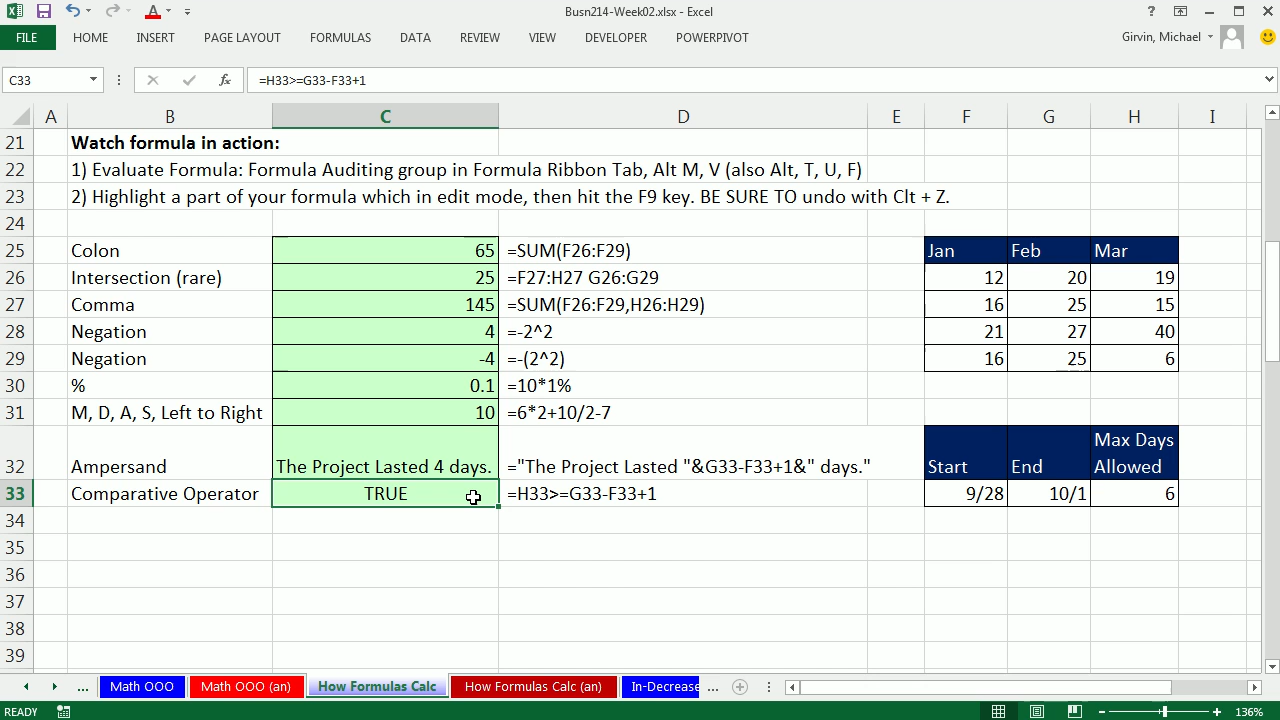 Busn214-Week02.xlsx - Excel
FILE HOME INSERT PAGE LAYOUT FORMULAS DATA REVIEW VIEW DEVELOPER POWERPIVOT Girvin, Michael
C33 fx =H33>=G33-F33+1
A B C D E F G H I
21 Watch formula in action:
22 1) Evaluate Formula: Formula Auditing group in Formula Ribbon Tab, Alt M, V (also Alt, T, U, F)
23 2) Highlight a part of your formula which in edit mode, then hit the F9 key. BE SURE TO undo with Clt + Z.
24
25 Colon 65 =SUM(F26:F29) Jan Feb Mar
26 Intersection (rare) 25 =F27:H27 G26:G29 12 20 19
27 Comma 145 =SUM(F26:F29,H26:H29) 16 25 15
28 Negation 4 =-2^2 21 27 40
29 Negation -4 =-(2^2) 16 25 6
30 % 0.1 =10*1%
31 M, D, A, S, Left to Right 10 =6*2+10/2-7
32 Ampersand The Project Lasted 4 days. ="The Project Lasted "&G33-F33+1&" days." Start End Max Days Allowed
33 Comparative Operator TRUE =H33>=G33-F33+1 9/28 10/1 6
34
35
36
37
38
39
... Math OOO Math OOO (an) How Formulas Calc How Formulas Calc (an) In-Decrease ...
READY 136%